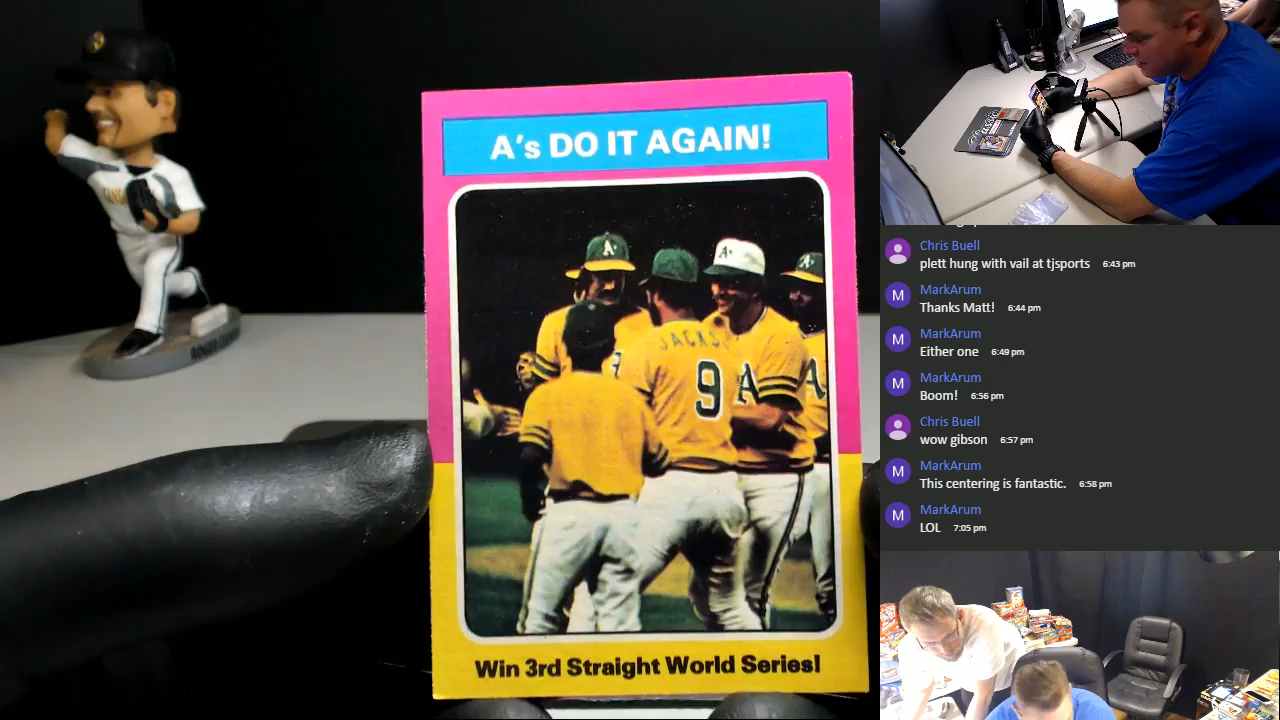 A's DO IT AGAIN!
A's
A's
A
JACKS
9
A
A
Win 3rd Straight World Series!
Chris Buell
plett hung with vail at tjsports 6:43 pm
M
MarkArum
Thanks Matt! 6:44 pm
M
MarkArum
Either one 6:49 pm
M
MarkArum
Boom! 6:56 pm
Chris Buell
wow gibson 6:57 pm
M
MarkArum
This centering is fantastic. 6:58 pm
M
MarkArum
LOL 7:05 pm